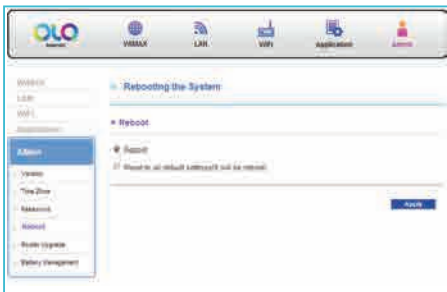 OLO
WiMAX
LAN
WiFi
Application
Admin
WiMAX
LAN
WiFi
Application
Admin
Rebooting the System
Reboot
Reboot
Reset to all default settings(It will be reboot)
Version
Time Zone
Password
Reboot
Router Upgrade
Battery Management
Apply